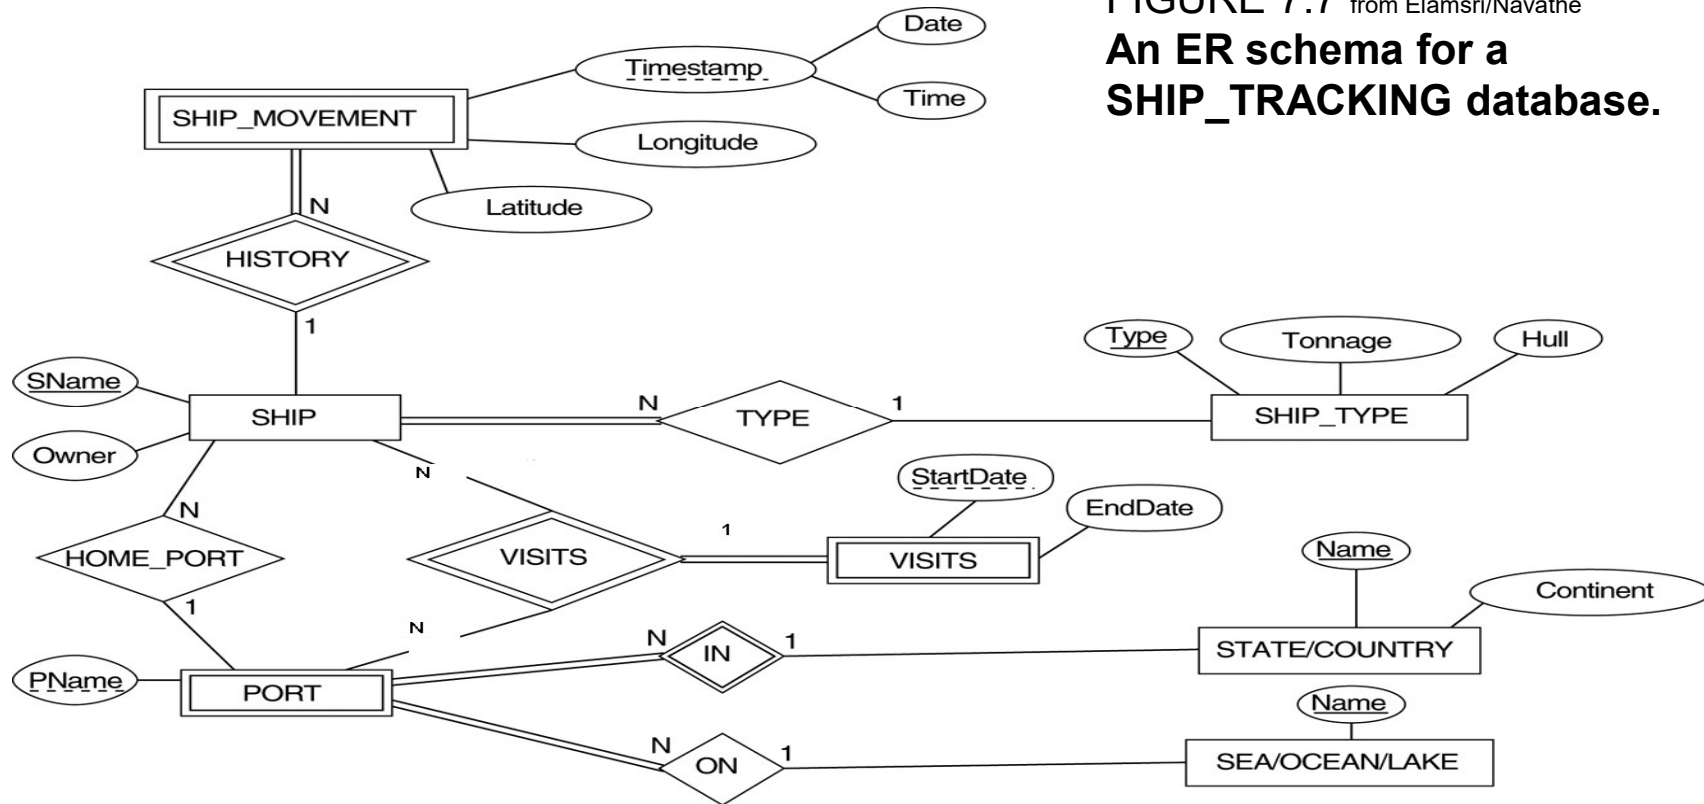 FIGURE 7.7 from Elamsri/Navathe
An ER schema for a
SHIP_TRACKING database.
Date
Timestamp
Time
SHIP_MOVEMENT
Longitude
Latitude
N
HISTORY
1
Type
Tonnage
Hull
SName
SHIP
N
TYPE
1
SHIP_TYPE
Owner
N
StartDate
EndDate
N
1
HOME_PORT
VISITS
VISITS
Name
Continent
1
N
N
IN
1
STATE/COUNTRY
PName
PORT
Name
N
ON
1
SEA/OCEAN/LAKE